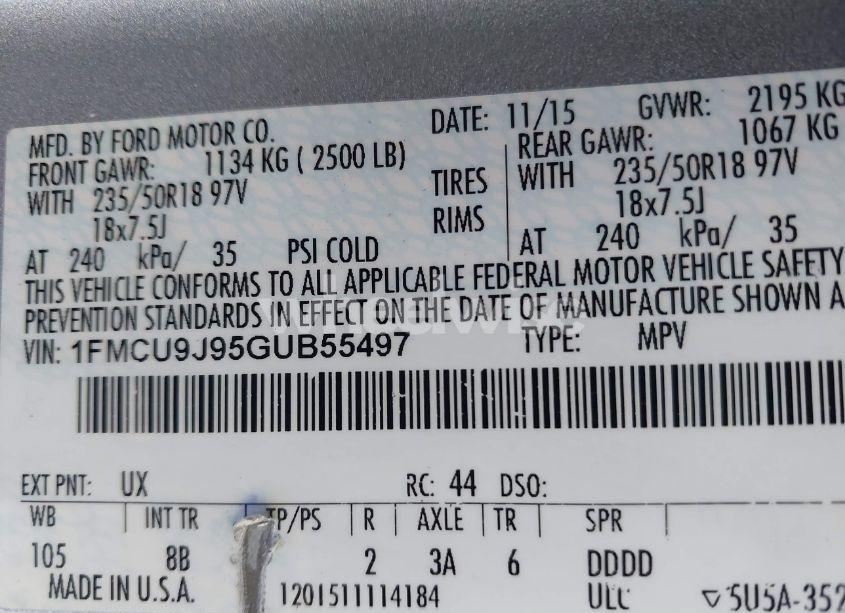 MFD. BY FORD MOTOR CO. DATE: 11/15 GVWR: 2195 KG
FRONT GAWR: 1134 KG ( 2500 LB) REAR GAWR: 1067 KG
WITH 235/50R18 97V TIRES WITH 235/50R18 97V
18x7.5J RIMS 18x7.5J
AT 240 kPa/ 35 PSI COLD AT 240 kPa/ 35
THIS VEHICLE CONFORMS TO ALL APPLICABLE FEDERAL MOTOR VEHICLE SAFETY
PREVENTION STANDARDS IN EFFECT ON THE DATE OF MANUFACTURE SHOWN A
VIN: 1FMCU9J95GUB55497 TYPE: MPV
EXT PNT: UX RC: 44 DSO:
WB INT TR TP/PS R AXLE TR SPR
105 8B 2 3A 6 DDDD
MADE IN U.S.A. 1201511114184 ULC 5U5A-352